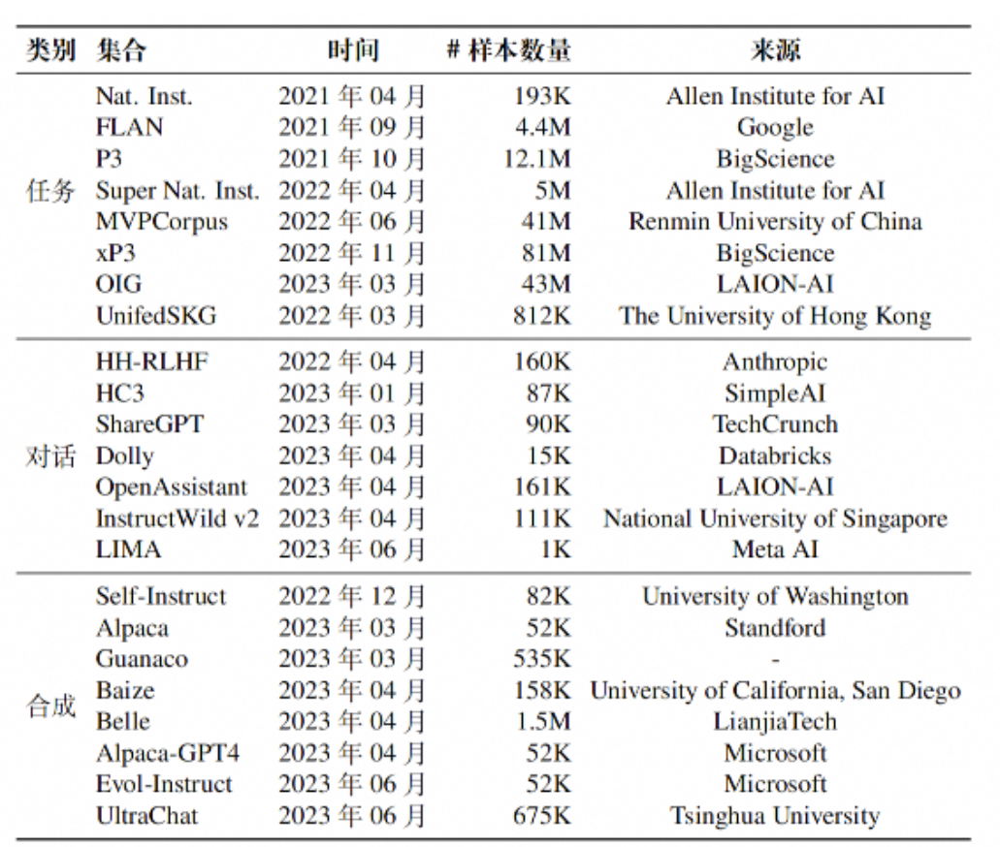 类别 集合 时间 # 样本数量 来源
Nat. Inst. 2021 年 04 月 193K Allen Institute for AI
FLAN 2021 年 09 月 4.4M Google
P3 2021 年 10 月 12.1M BigScience
任务 Super Nat. Inst. 2022 年 04 月 5M Allen Institute for AI
MVPCorpus 2022 年 06 月 41M Renmin University of China
xP3 2022 年 11 月 81M BigScience
OIG 2023 年 03 月 43M LAION-AI
UnifedSKG 2022 年 03 月 812K The University of Hong Kong
HH-RLHF 2022 年 04 月 160K Anthropic
HC3 2023 年 01 月 87K SimpleAI
ShareGPT 2023 年 03 月 90K TechCrunch
对话 Dolly 2023 年 04 月 15K Databricks
OpenAssistant 2023 年 04 月 161K LAION-AI
InstructWild v2 2023 年 04 月 111K National University of Singapore
LIMA 2023 年 06 月 1K Meta AI
Self-Instruct 2022 年 12 月 82K University of Washington
Alpaca 2023 年 03 月 52K Standford
Guanaco 2023 年 03 月 535K -
Baize 2023 年 04 月 158K University of California, San Diego
合成 Belle 2023 年 04 月 1.5M LianjiaTech
Alpaca-GPT4 2023 年 04 月 52K Microsoft
Evol-Instruct 2023 年 06 月 52K Microsoft
UltraChat 2023 年 06 月 675K Tsinghua University